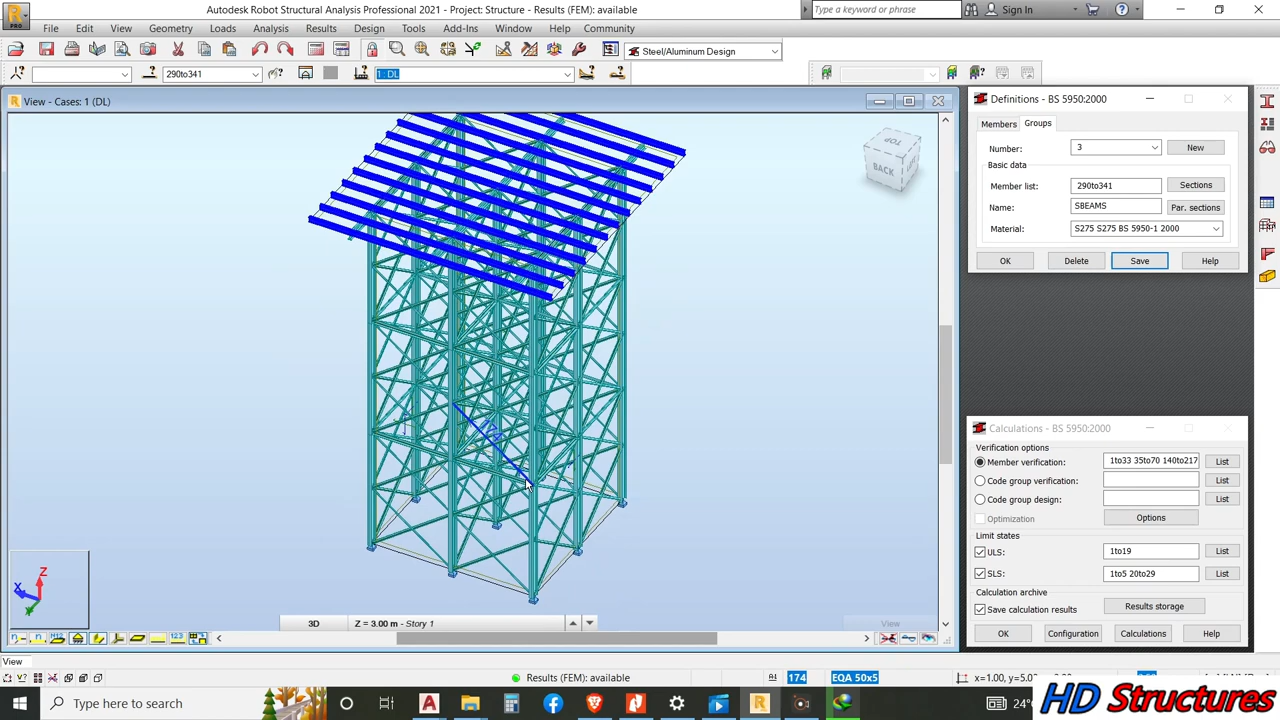 Autodesk Robot Structural Analysis Professional 2021 - Project: Structure - Results (FEM): available
Type a keyword or phrase
Sign In
PRO
File Edit View Geometry Loads Analysis Results Design Tools Add-Ins Window Help Community
Steel/Aluminum Design
290to341
1 : DL
View - Cases: 1 (DL)
TOP
BACK
174
Z
X
Y
3D
Z = 3.00 m - Story 1
View
Definitions - BS 5950:2000
Members Groups
Number: 3 New
Basic data
Member list: 290to341 Sections
Name: SBEAMS Par. sections
Material: S275 S275 BS 5950-1 2000
OK Delete Save Help
Calculations - BS 5950:2000
Verification options
Member verification: 1to33 35to70 140to217 List
Code group verification: List
Code group design: List
Optimization Options
Limit states
ULS: 1to19 List
SLS: 1to5 20to29 List
Calculation archive
Save calculation results Results storage
OK Configuration Calculations Help
View
Results (FEM): available
174
EQA 50x5
Type here to search
24°
HD Structures